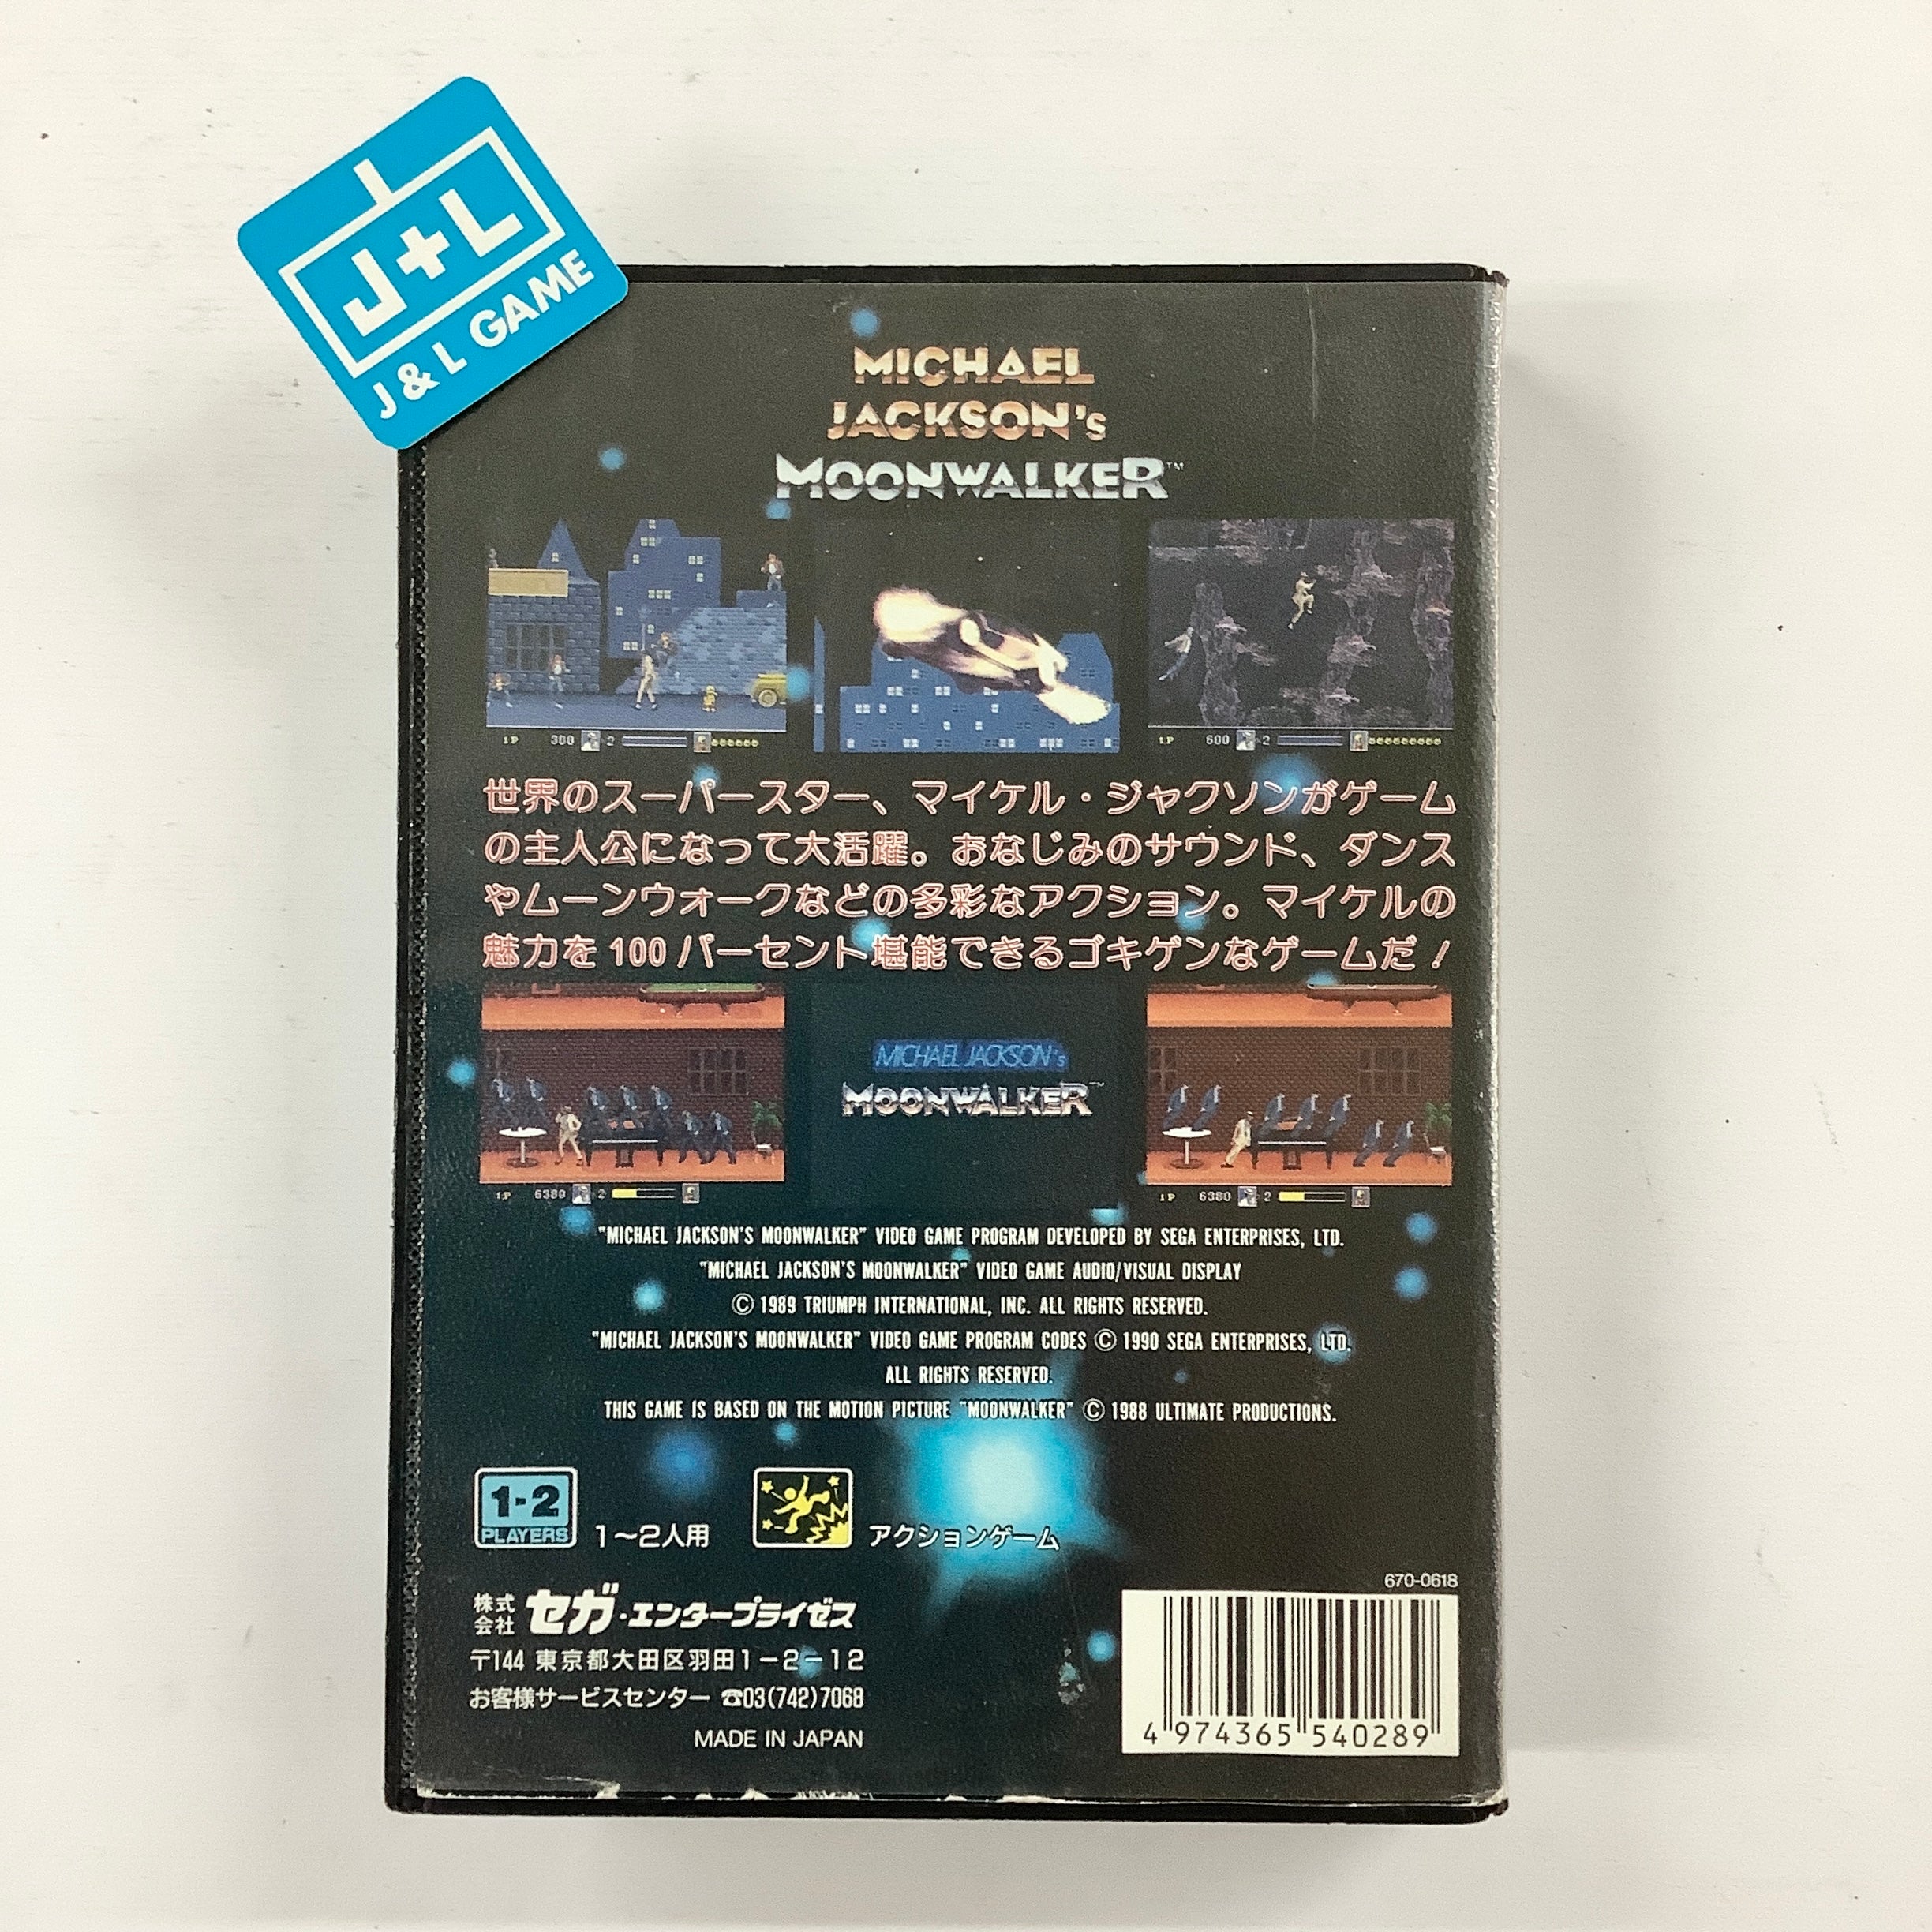 J+L
J & L GAME
MICHAEL
JACKSON's
MOONWALKER™
1P 300 2
1P 600 2
世界のスーパースター、マイケル・ジャクソンがゲーム
の主人公になって大活躍。おなじみのサウンド、ダンス
やムーンウォークなどの多彩なアクション。マイケルの
魅力を100パーセント堪能できるゴキゲンなゲームだ!
MICHAEL JACKSON's
MOONWALKER™
1P 6380 2
1P 6380 2
"MICHAEL JACKSON'S MOONWALKER" VIDEO GAME PROGRAM DEVELOPED BY SEGA ENTERPRISES, LTD.
"MICHAEL JACKSON'S MOONWALKER" VIDEO GAME AUDIO/VISUAL DISPLAY
© 1989 TRIUMPH INTERNATIONAL, INC. ALL RIGHTS RESERVED.
"MICHAEL JACKSON'S MOONWALKER" VIDEO GAME PROGRAM CODES © 1990 SEGA ENTERPRISES, LTD.
ALL RIGHTS RESERVED.
THIS GAME IS BASED ON THE MOTION PICTURE "MOONWALKER" © 1988 ULTIMATE PRODUCTIONS.
1-2
PLAYERS
1〜2人用
アクションゲーム
670-0618
株式会社 セガ・エンタープライゼス
〒144 東京都大田区羽田1-2-12
お客様サービスセンター ☎03(742)7068
MADE IN JAPAN
4 974365 540289